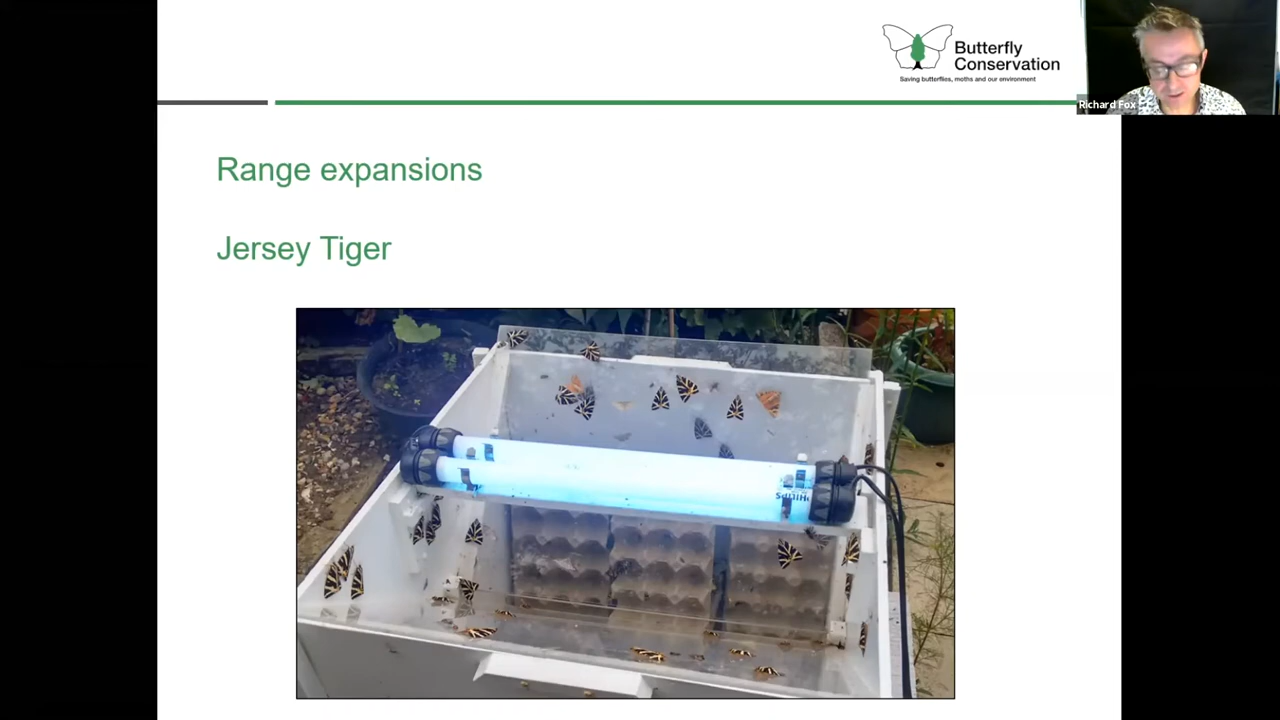 Butterfly
Conservation
Saving butterflies, moths and our environment
Richard Fox
Range expansions
Jersey Tiger
PHILIPS